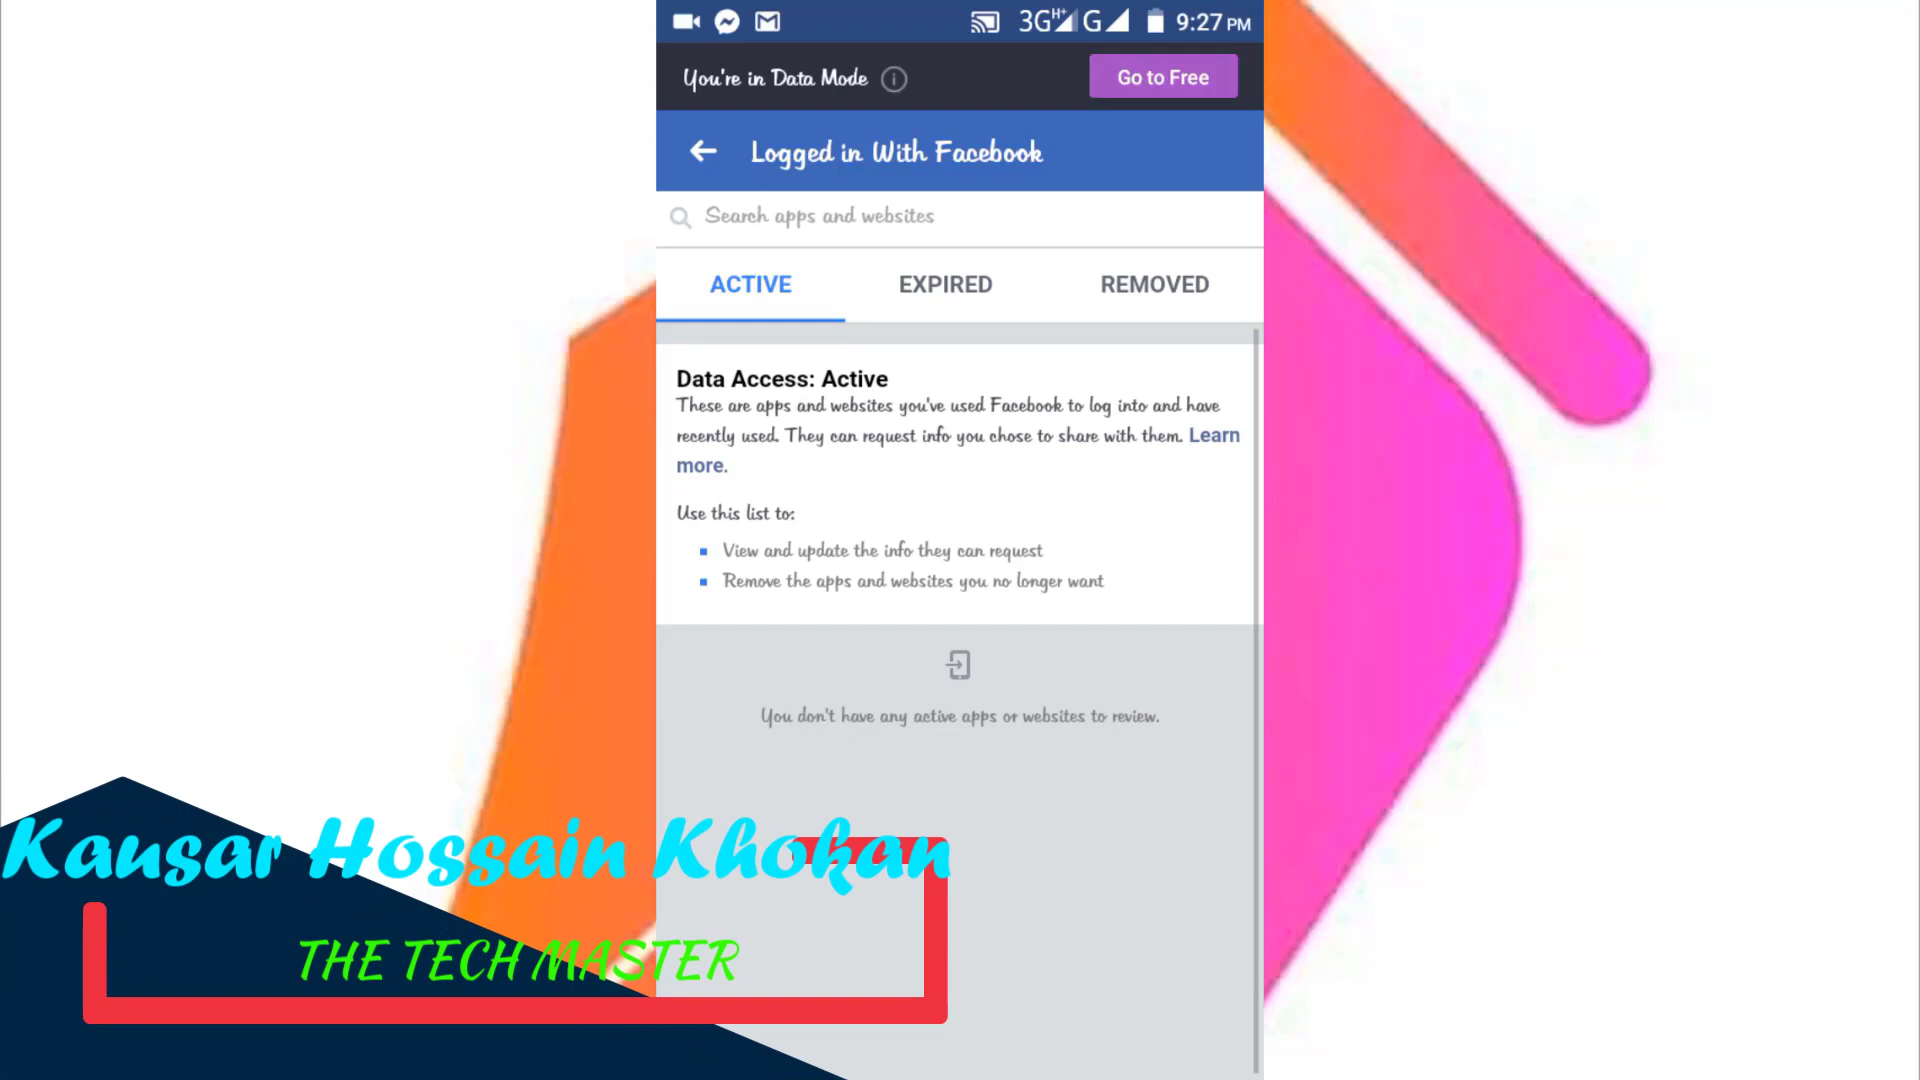 3G H+ G 9:27 PM
You're in Data Mode Go to Free
Logged in With Facebook
Search apps and websites
ACTIVE EXPIRED REMOVED
Data Access: Active
These are apps and websites you've used Facebook to log into and have
recently used. They can request info you chose to share with them. Learn
more.
Use this list to:
View and update the info they can request
Remove the apps and websites you no longer want
You don't have any active apps or websites to review.
Kausar Hossain Khokan
THE TECH MASTER